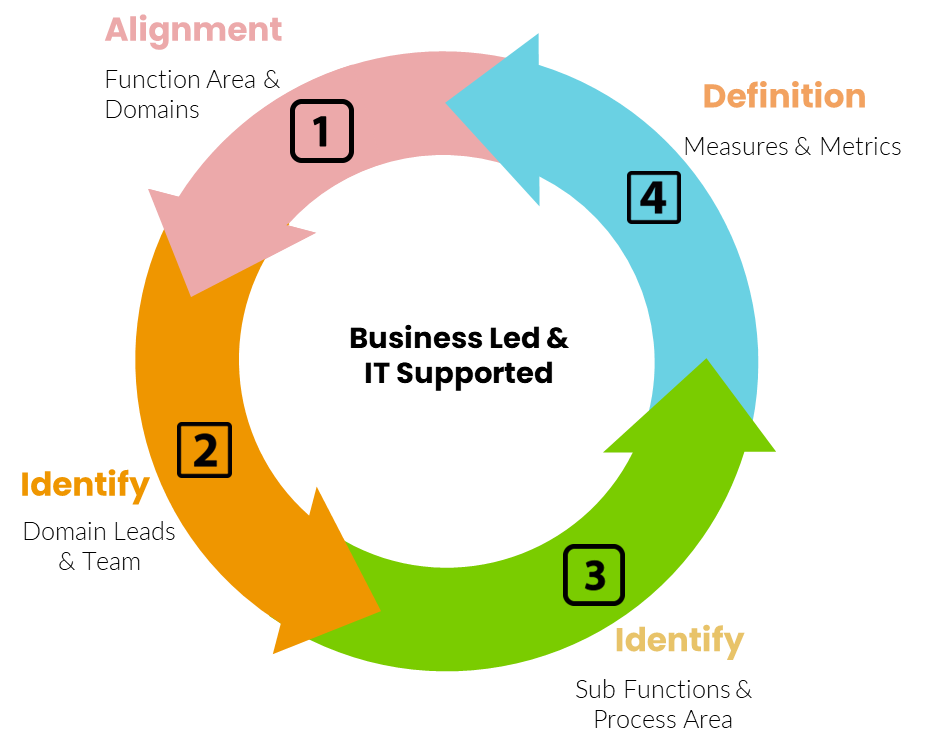 Alignment
Function Area &
Domains
1
Definition
Measures & Metrics
4
Business Led &
IT Supported
2
Identify
Domain Leads
& Team
3
Identify
Sub Functions &
Process Area